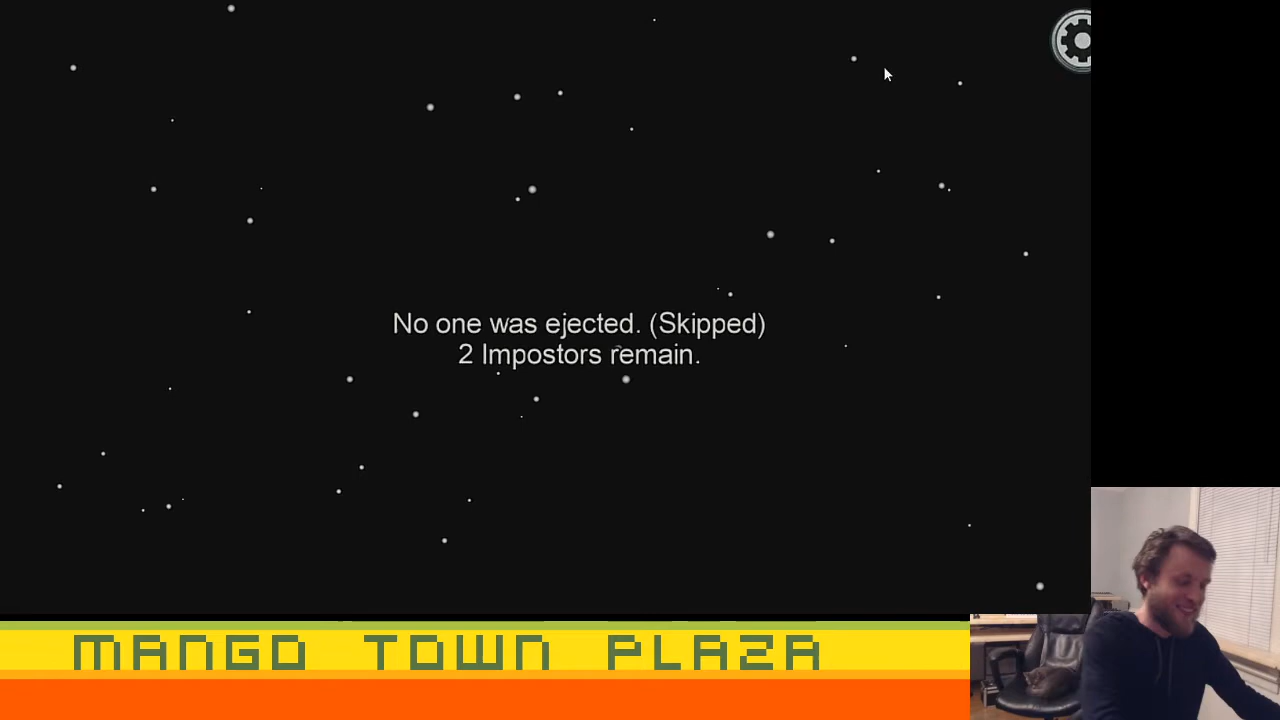 No one was ejected. (Skipped)
2 Impostors remain.
MANGO TOWN PLAZA